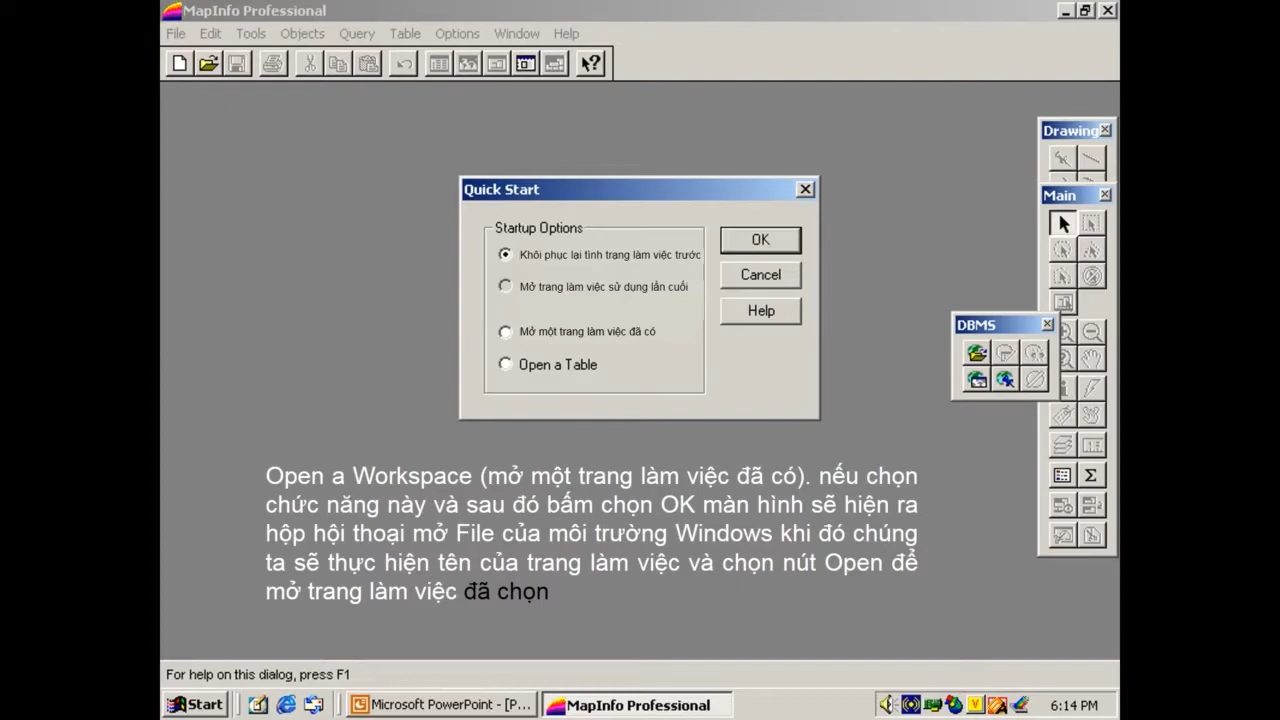 MapInfo Professional
File Edit Tools Objects Query Table Options Window Help
Drawing
Main
Quick Start
Startup Options
Khôi phục lại tình trạng làm việc trước
Mở trang làm việc sử dụng lần cuối
Mở một trang làm việc đã có
Open a Table
OK
Cancel
Help
DBMS
Open a Workspace (mở một trang làm việc đã có). nếu chọn
chức năng này và sau đó bấm chọn OK màn hình sẽ hiện ra
hộp hội thoại mở File của môi trường Windows khi đó chúng
ta sẽ thực hiện tên của trang làm việc và chọn nút Open để
mở trang làm việc đã chọn
For help on this dialog, press F1
Start Microsoft PowerPoint - [P... MapInfo Professional 6:14 PM